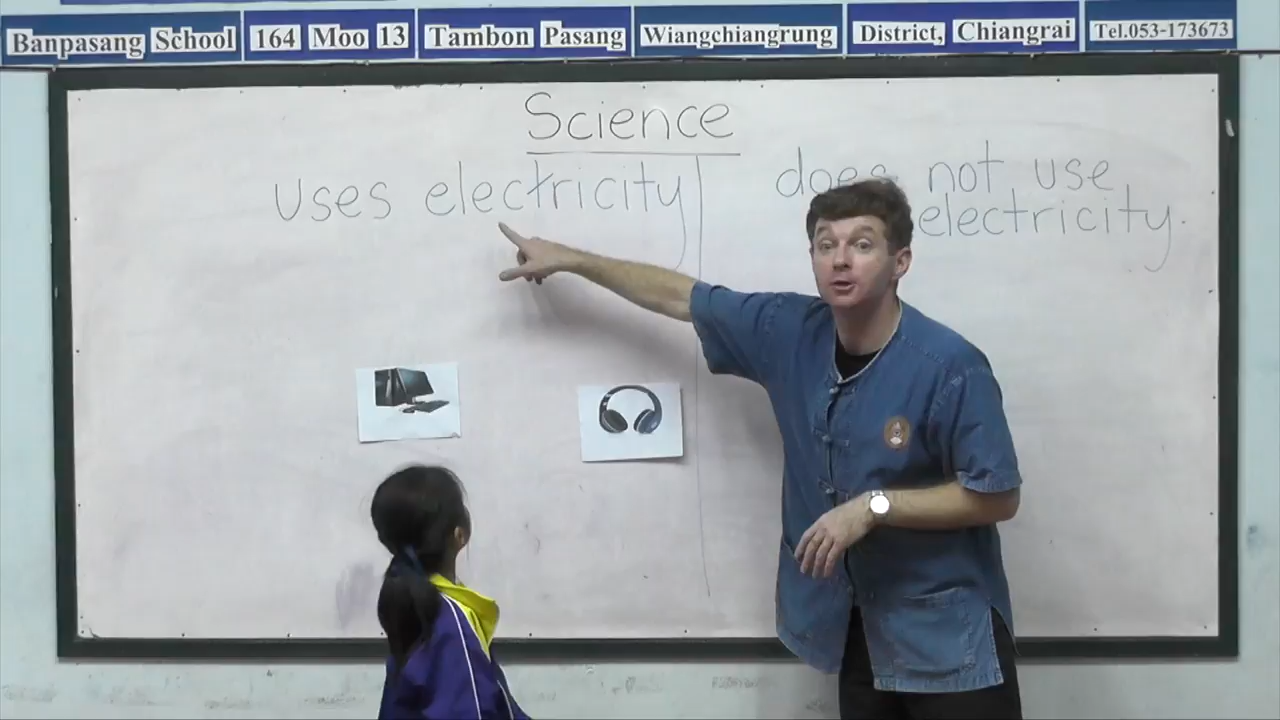 Banpasang School 164 Moo 13 Tambon Pasang Wiangchiangrung District, Chiangrai Tel.053-173673
Science
uses electricity
does not use
electricity.